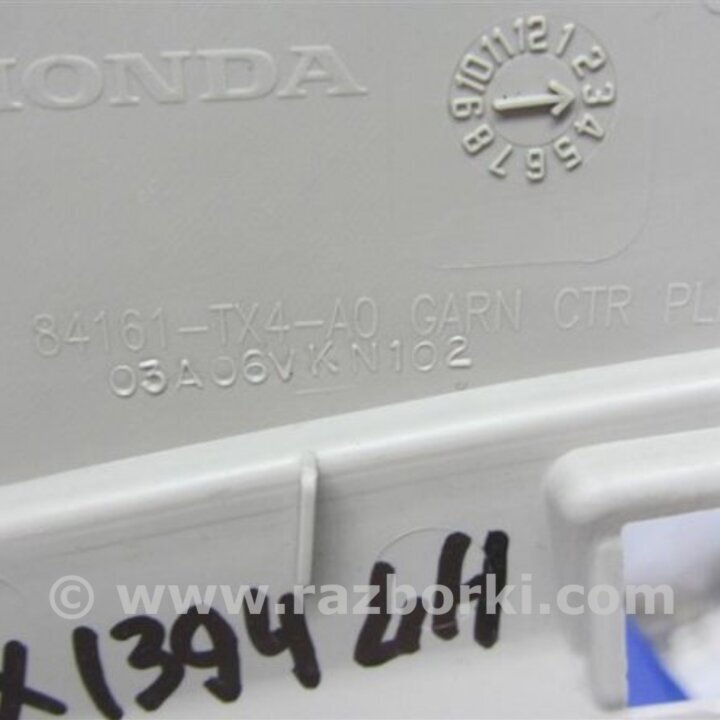 HONDA
12 1 2 3 4 5 6 7 8 9 10 11
84161-TX4-A0 GARN CTR PL
03A06VKN102
© www.razborki.com
1394 LH